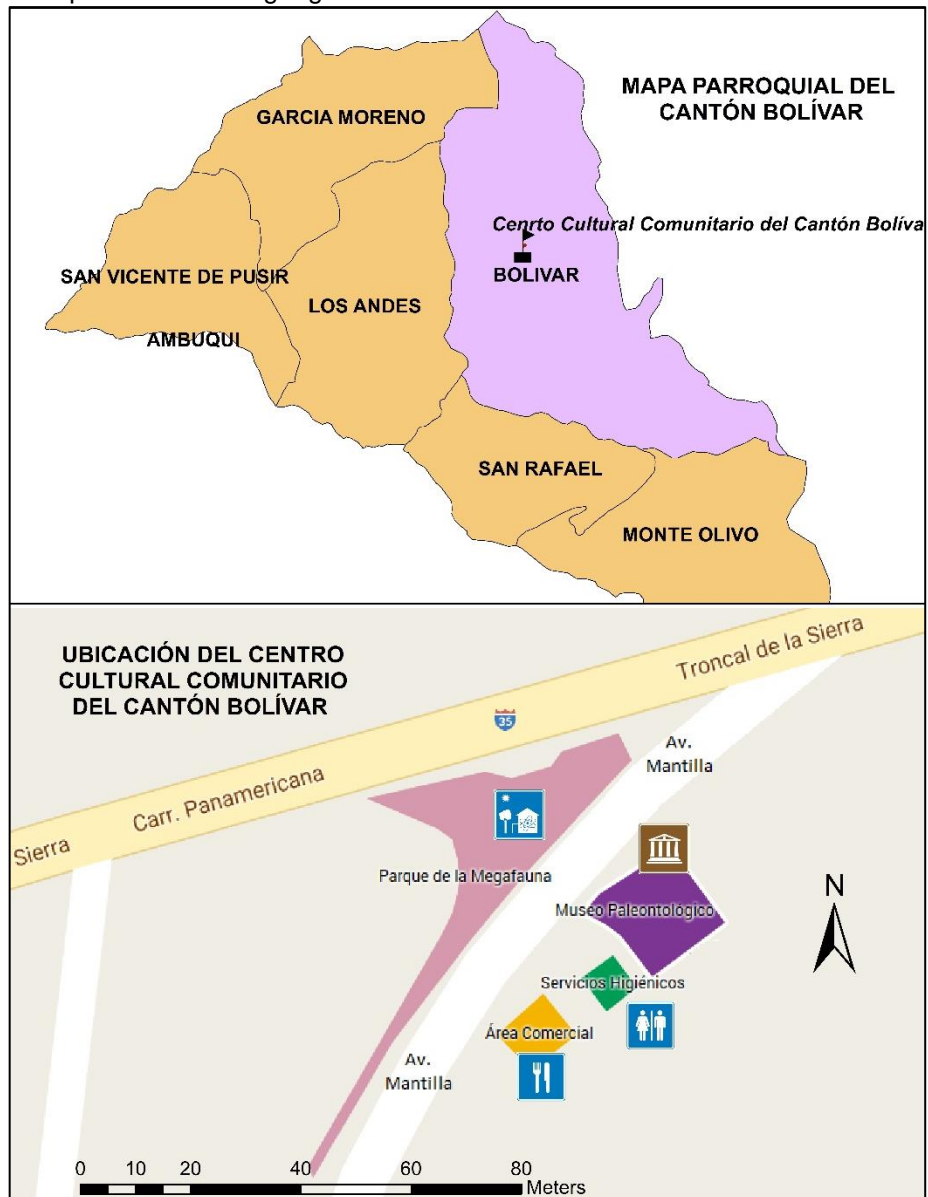 MAPA PARROQUIAL DEL
CANTÓN BOLÍVAR
GARCIA MORENO
Cenrto Cultural Comunitario del Cantón Bolíva
BOLIVAR
SAN VICENTE DE PUSIR
LOS ANDES
AMBUQUI
SAN RAFAEL
MONTE OLIVO
UBICACIÓN DEL CENTRO
CULTURAL COMUNITARIO
DEL CANTÓN BOLÍVAR
Troncal de la Sierra
35
Av.
Mantilla
Carr. Panamericana
Sierra
Parque de la Megafauna
Museo Paleontológico
N
Servicios Higiénicos
Área Comercial
Av.
Mantilla
0 10 20 40 60 80
Meters